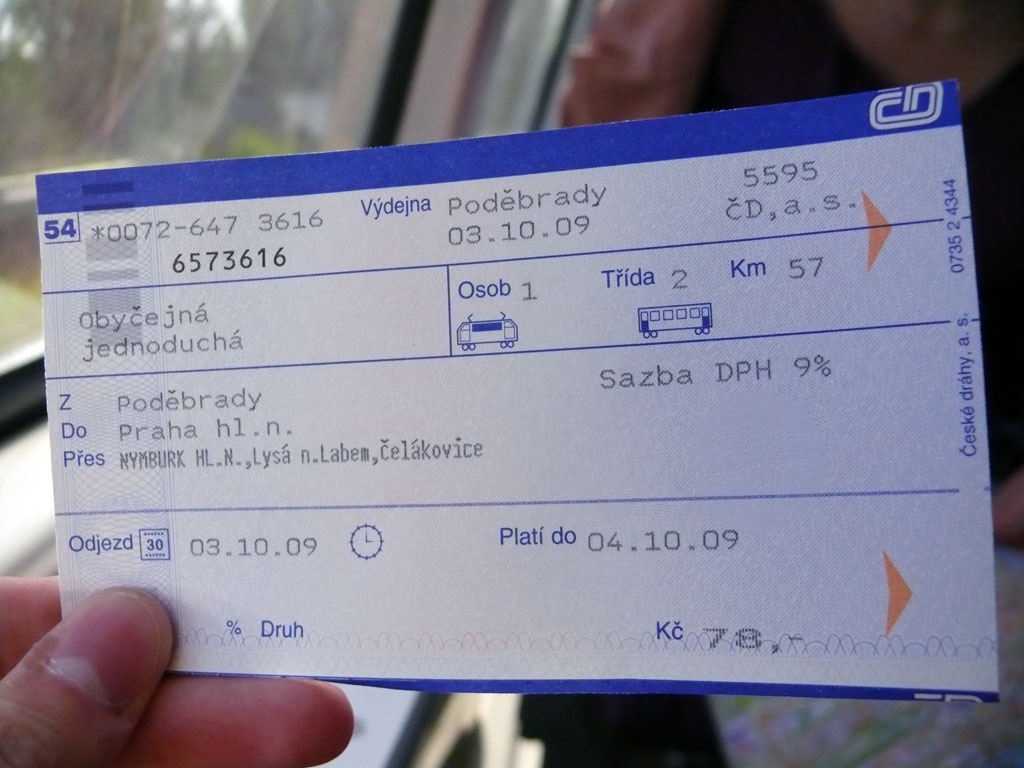 ČD
54 *0072-647 3616 Výdejna Poděbrady 5595
6573616 03.10.09 ČD,a.s.
Obyčejná Osob 1 Třída 2 Km 57
jednoduchá
Sazba DPH 9%
Z Poděbrady
Do Praha hl.n.
Přes NYMBURK HL.N.,Lysá n.Labem,Čelákovice
Odjezd 30 03.10.09 Platí do 04.10.09
% Druh Kč 78,-
0735 2 4344
České dráhy, a. s.